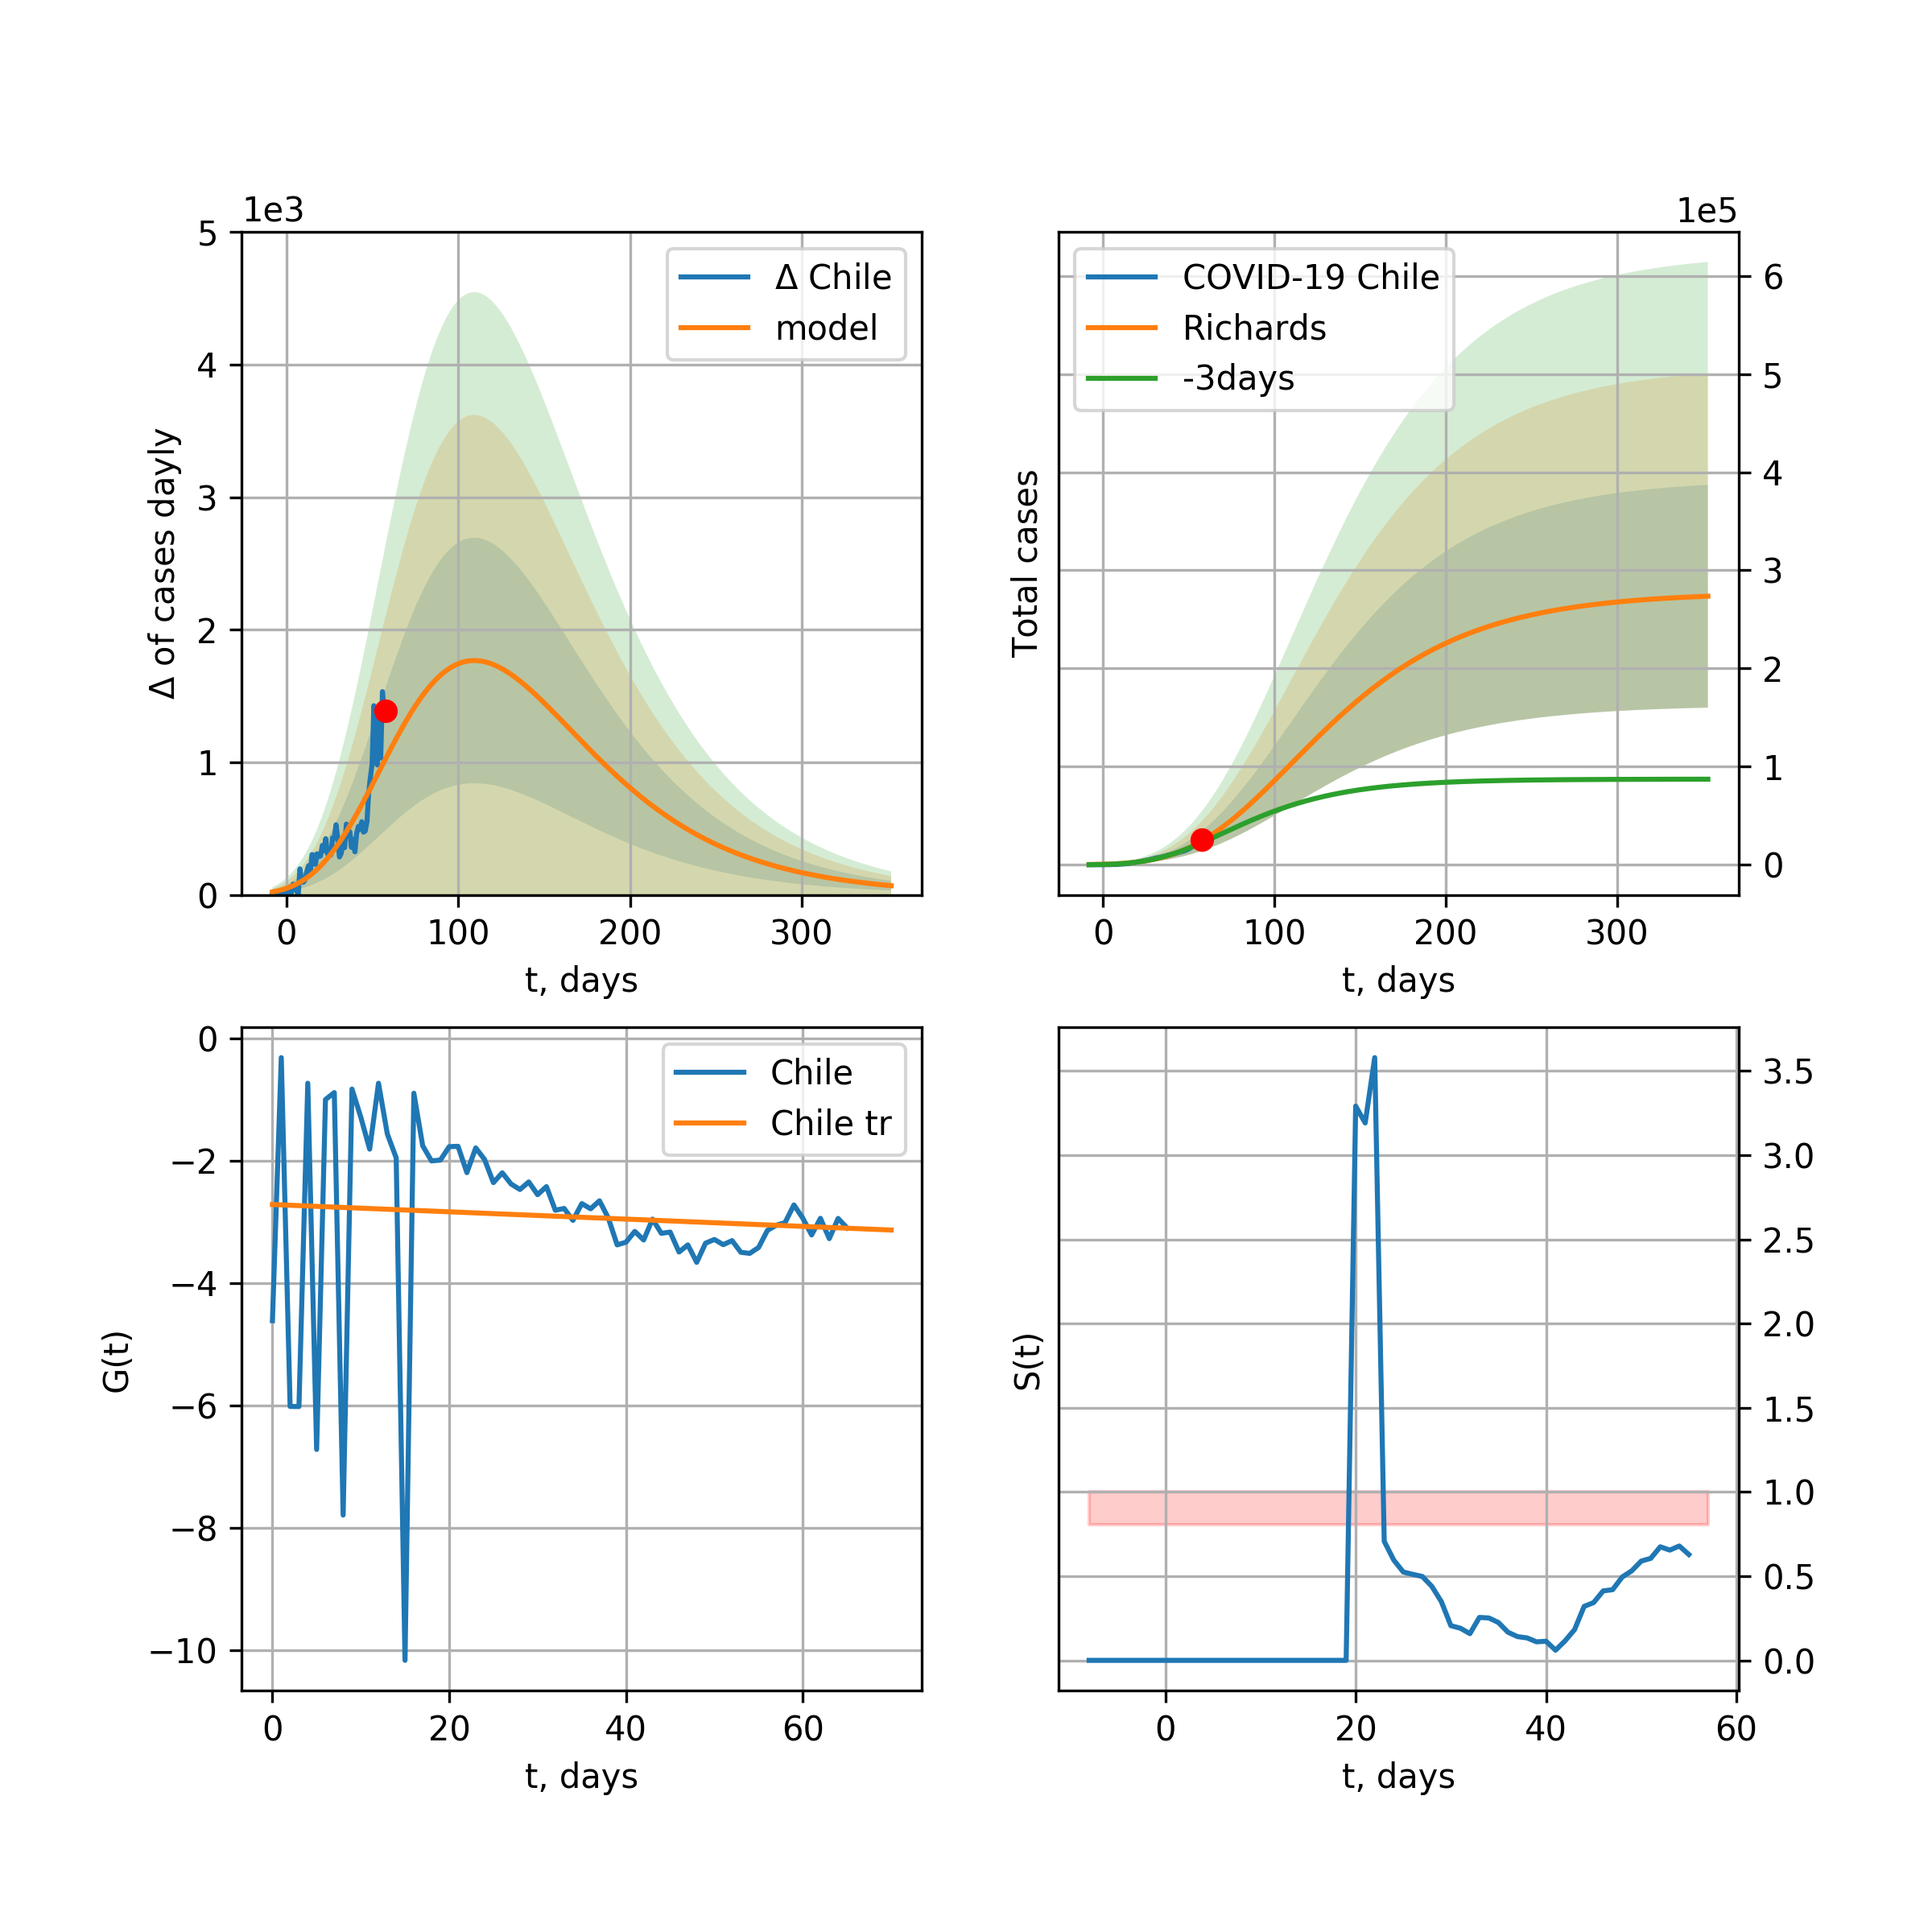 1e3
5
4
3
2
1
0
Δ of cases dayly
Δ Chile
model
0 100 200 300
t, days
1e5
COVID-19 Chile
Richards
-3days
Total cases
6
5
4
3
2
1
0
0 100 200 300
t, days
0
−2
−4
−6
−8
−10
G(t)
Chile
Chile tr
0 20 40 60
t, days
S(t)
3.5
3.0
2.5
2.0
1.5
1.0
0.5
0.0
0 20 40 60
t, days